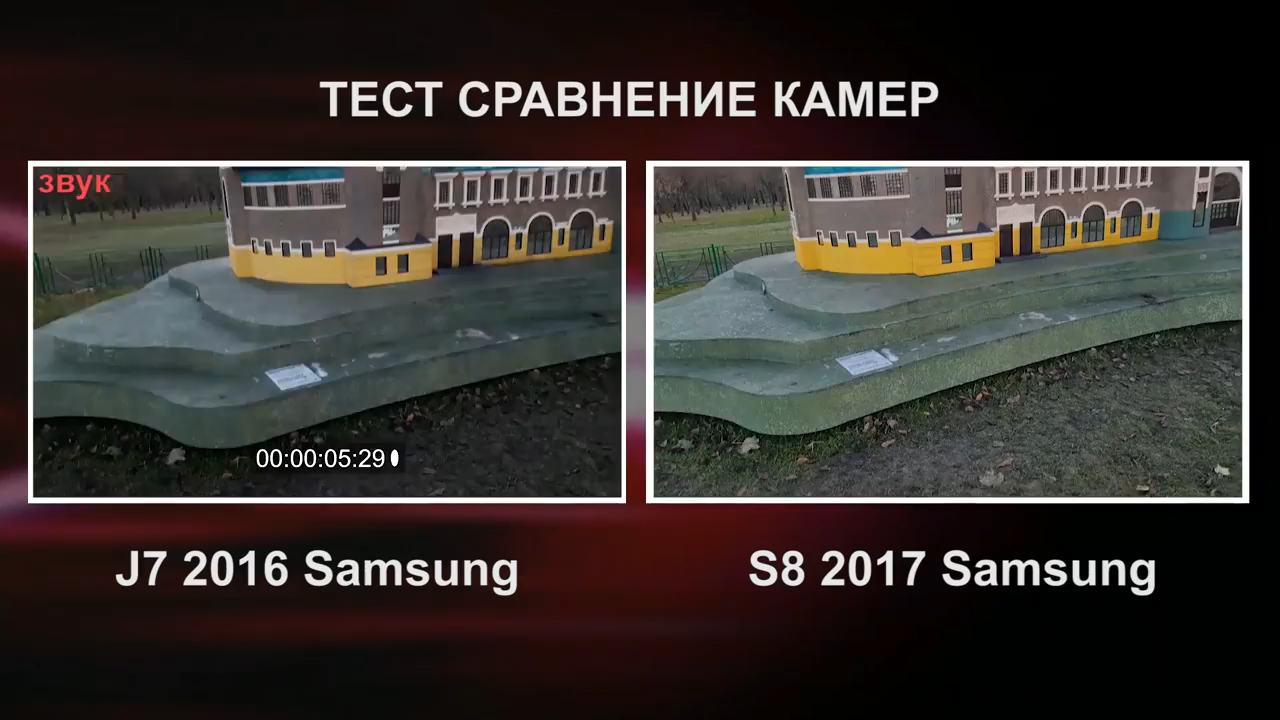 ТЕСТ СРАВНЕНИЕ КАМЕР
звук
00:00:05:29
J7 2016 Samsung
S8 2017 Samsung